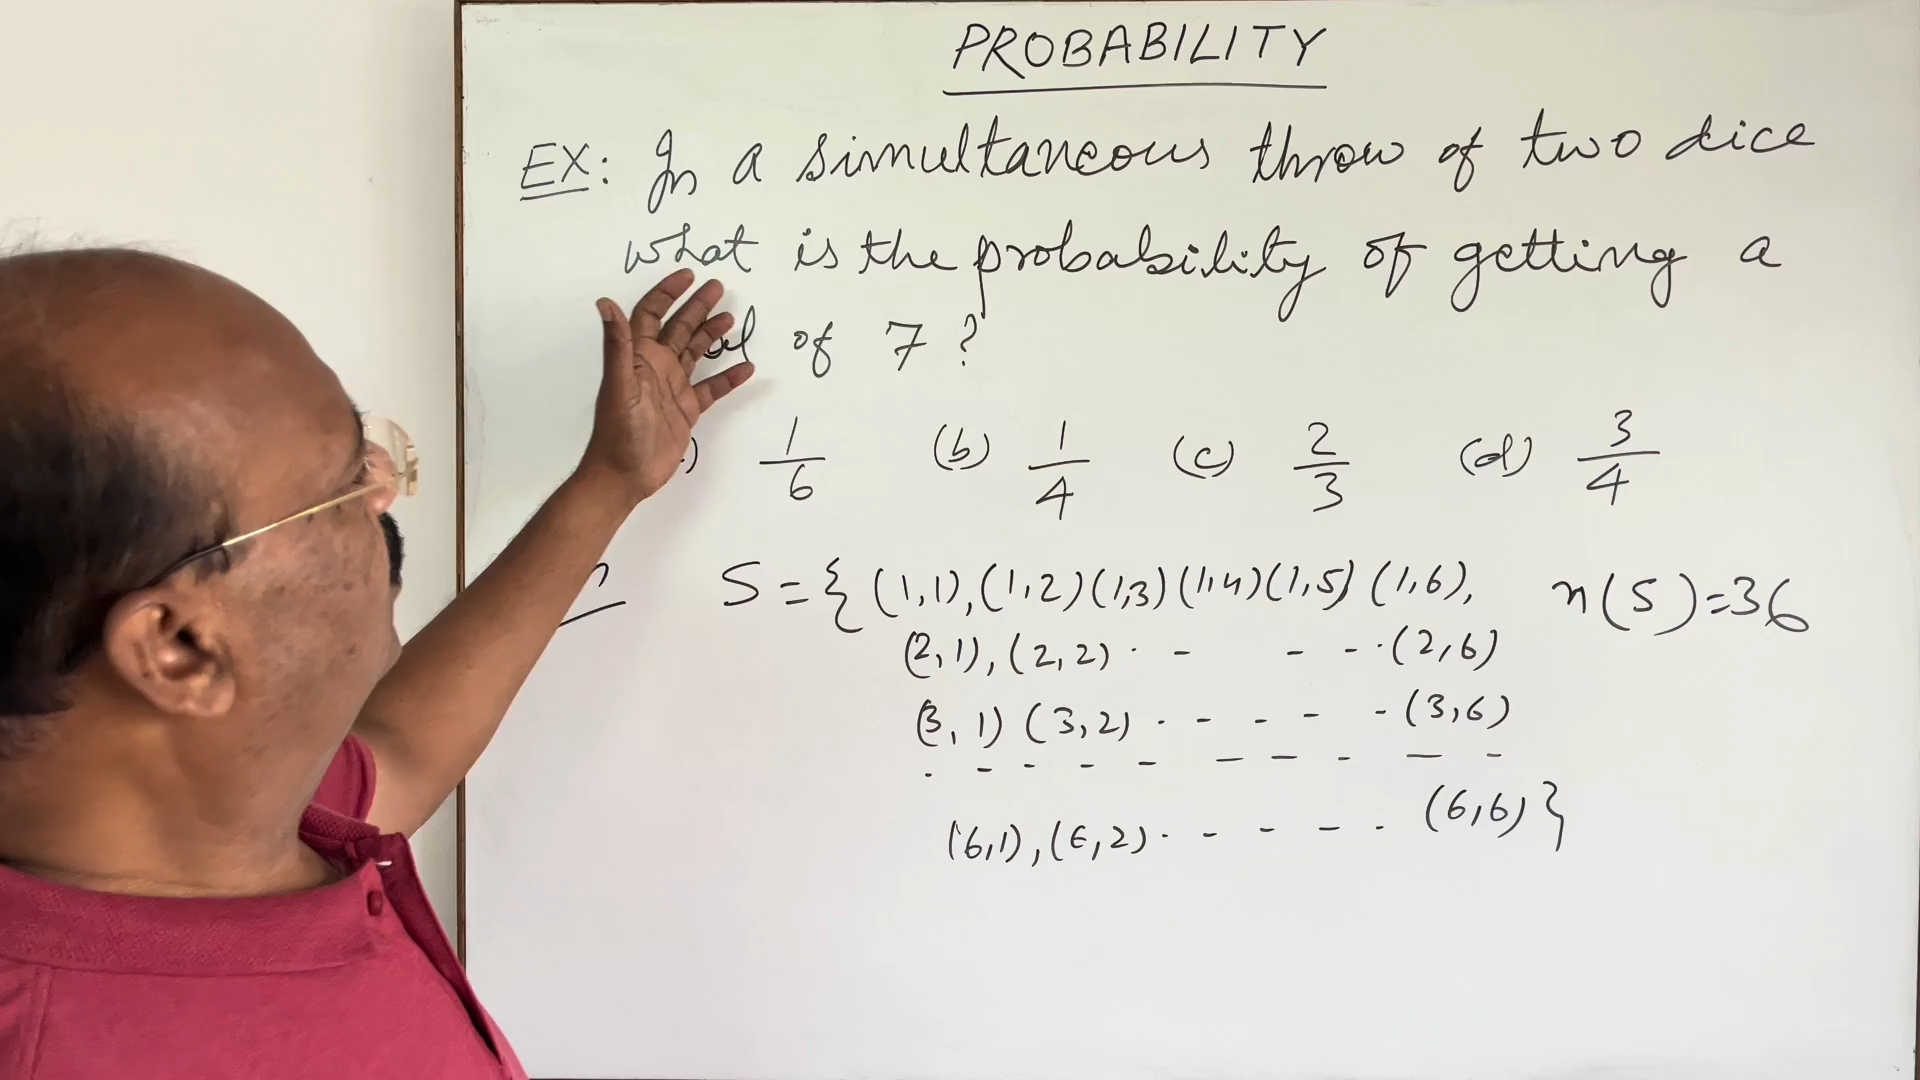 PROBABILITY
EX: In a simultaneous throw of two dice
what is the probability of getting a
of 7 ?
1/6 (b) 1/4 (c) 2/3 (d) 3/4
S = { (1,1), (1,2) (1,3) (1,4) (1,5) (1,6), n(S)=36
(2,1), (2,2) · - - - · (2,6)
(3,1) (3,2) · - - - - (3,6)
· - - - - — — - — -
(6,1), (6,2) · - - - · (6,6) }